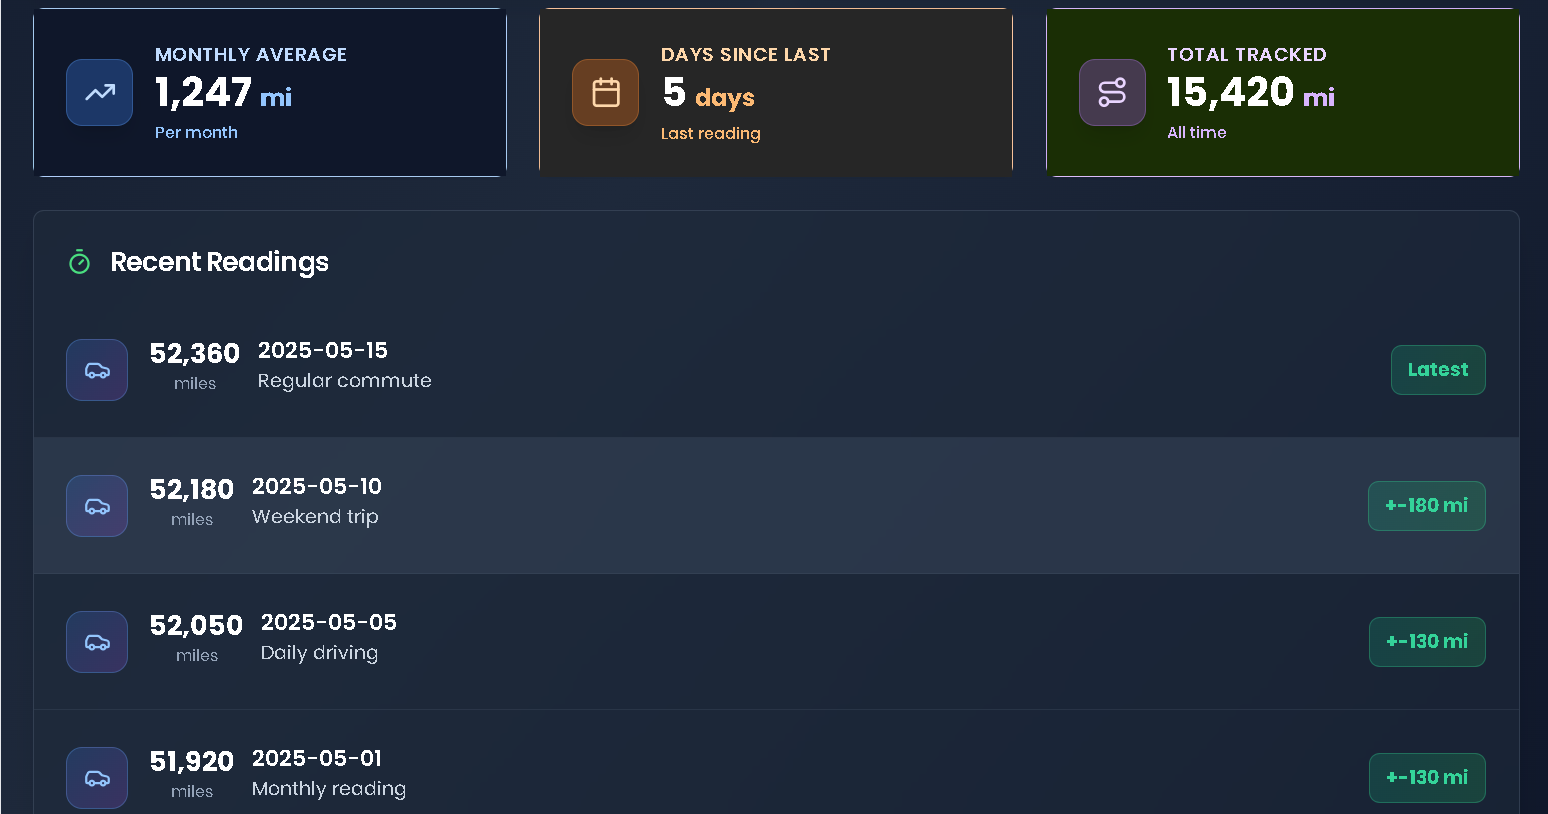 MONTHLY AVERAGE
1,247 mi
Per month
DAYS SINCE LAST
5 days
Last reading
TOTAL TRACKED
15,420 mi
All time
Recent Readings
52,360
miles
2025-05-15
Regular commute
Latest
52,180
miles
2025-05-10
Weekend trip
+-180 mi
52,050
miles
2025-05-05
Daily driving
+-130 mi
51,920
miles
2025-05-01
Monthly reading
+-130 mi